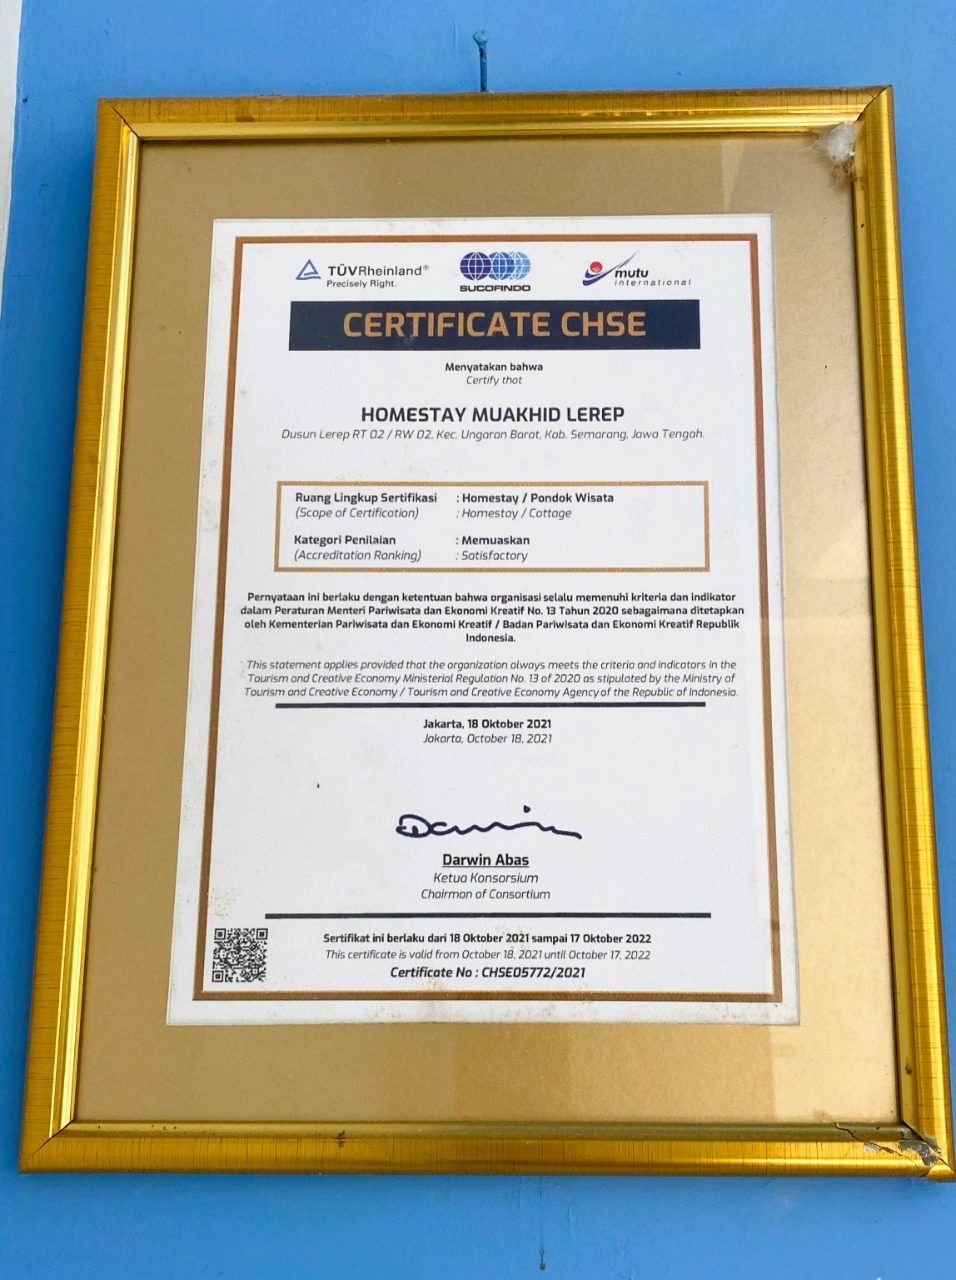 TÜVRheinland®
Precisely Right.
SUCOFINDO
mutu
international
CERTIFICATE CHSE
Menyatakan bahwa
Certify that
HOMESTAY MUAKHID LEREP
Dusun Lerep RT 02 / RW 02, Kec. Ungaran Barat, Kab. Semarang, Jawa Tengah.
Ruang Lingkup Sertifikasi : Homestay / Pondok Wisata
(Scope of Certification) : Homestay / Cottage
Kategori Penilaian : Memuaskan
(Accreditation Ranking) : Satisfactory
Pernyataan ini berlaku dengan ketentuan bahwa organisasi selalu memenuhi kriteria dan indikator
dalam Peraturan Menteri Pariwisata dan Ekonomi Kreatif No. 13 Tahun 2020 sebagaimana ditetapkan
oleh Kementerian Pariwisata dan Ekonomi Kreatif / Badan Pariwisata dan Ekonomi Kreatif Republik
Indonesia.
This statement applies provided that the organization always meets the criteria and indicators in the
Tourism and Creative Economy Ministerial Regulation No. 13 of 2020 as stipulated by the Ministry of
Tourism and Creative Economy / Tourism and Creative Economy Agency of the Republic of Indonesia.
Jakarta, 18 Oktober 2021
Jakarta, October 18, 2021
Darwin
Darwin Abas
Ketua Konsorsium
Chairman of Consortium
Sertifikat ini berlaku dari 18 Oktober 2021 sampai 17 Oktober 2022
This certificate is valid from October 18, 2021 until October 17, 2022
Certificate No : CHSE05772/2021